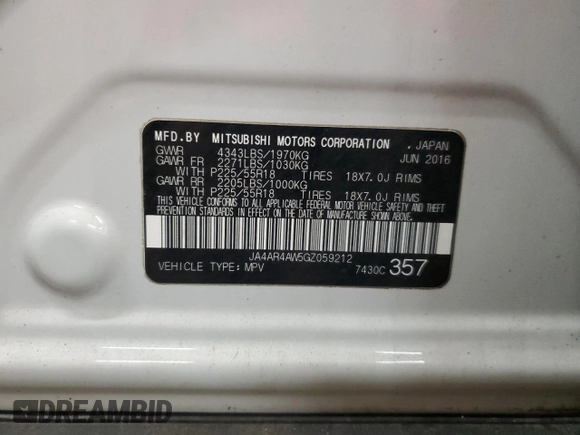 MFD.BY MITSUBISHI MOTORS CORPORATION , JAPAN
GVWR 4343LBS/1970KG JUN 2016
GAWR FR 2271LBS/1030KG
WITH P225/55R18 TIRES 18X7.0J RIMS
GAWR RR 2205LBS/1000KG
WITH P225/55R18 TIRES 18X7.0J RIMS
THIS VEHICLE CONFORMS TO ALL APPLICABLE FEDERAL MOTOR VEHICLE SAFETY AND THEFT
PREVENTION STANDARDS IN EFFECT ON THE DATE OF MANUFACTURE SHOWN ABOVE.
JA4AR4AW5GZ059212
VEHICLE TYPE: MPV 7430C 357
DREAMBID